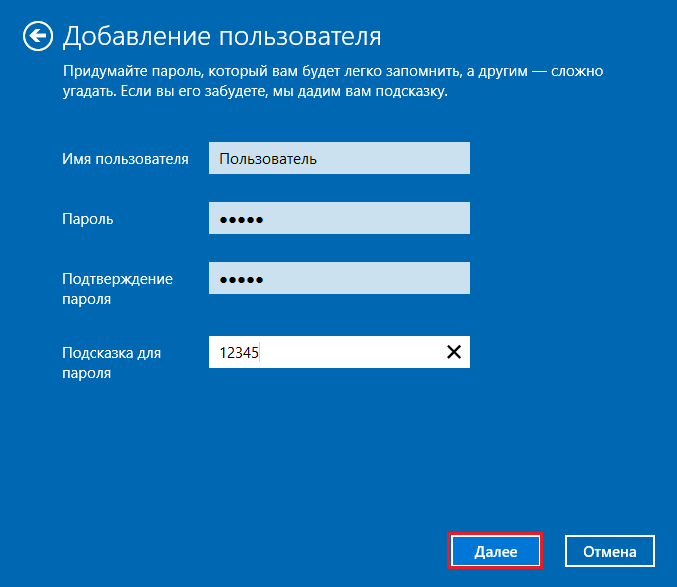 Добавление пользователя
Придумайте пароль, который вам будет легко запомнить, а другим — сложно
угадать. Если вы его забудете, мы дадим вам подсказку.
Имя пользователя
Пользователь
Пароль
●●●●●
Подтверждение
пароля
●●●●●
Подсказка для
пароля
12345
Далее
Отмена